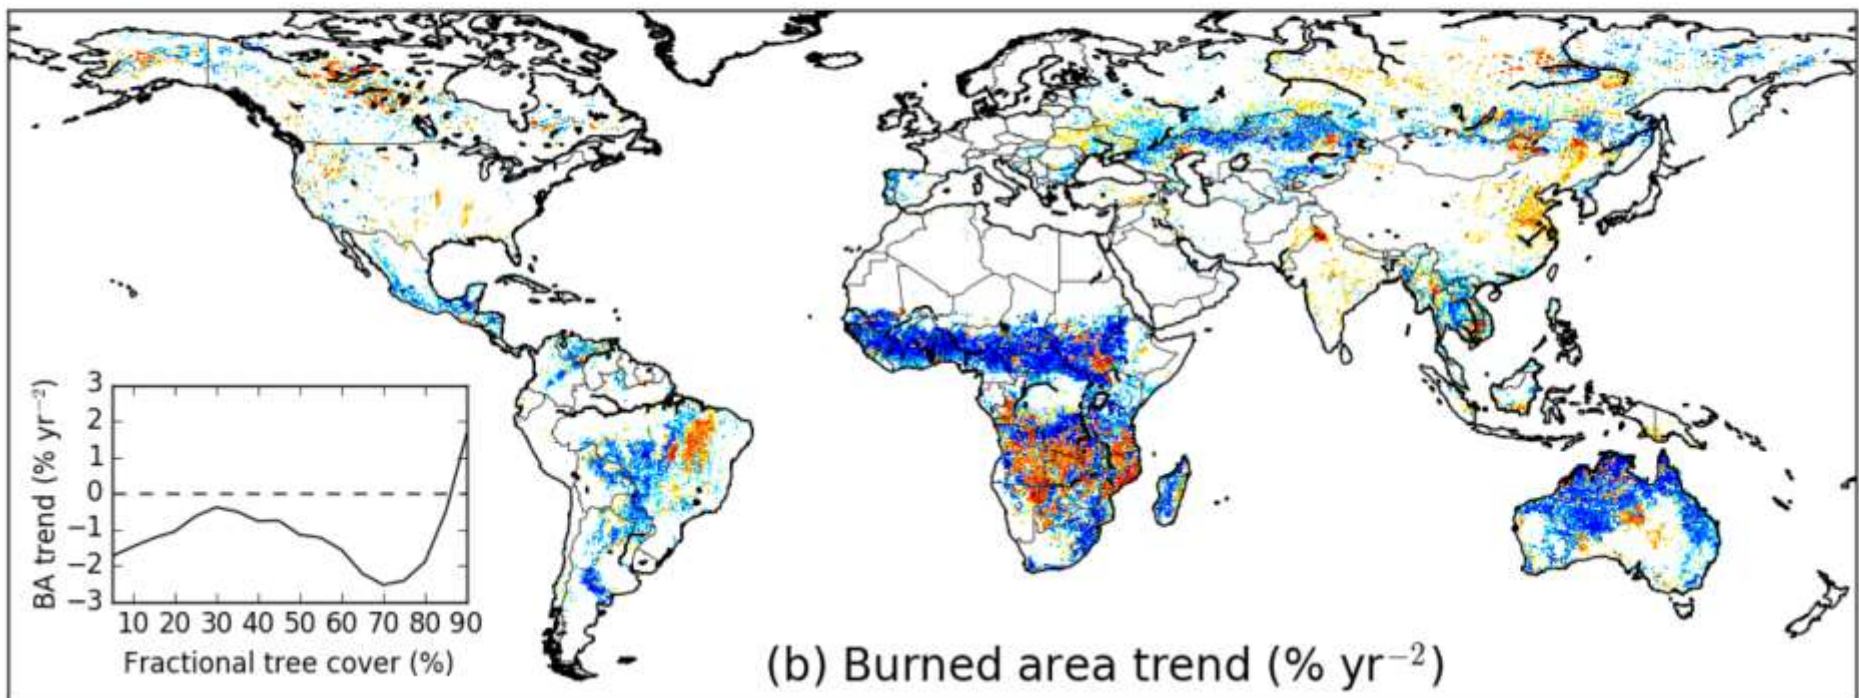 3
2
1
0
−1
−2
−3
BA trend (% yr⁻²)
10 20 30 40 50 60 70 80 90
Fractional tree cover (%)
(b) Burned area trend (% yr⁻²)